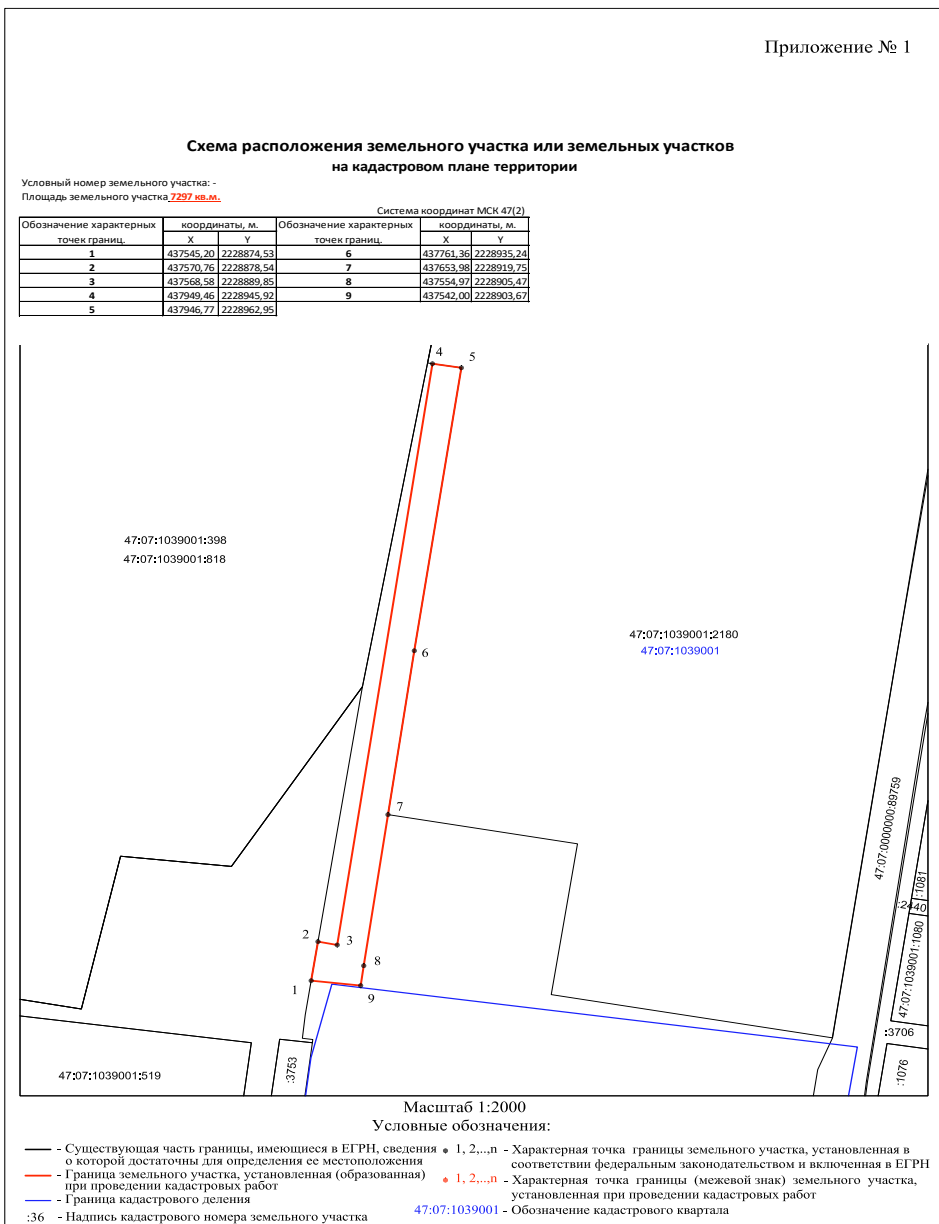 Приложение № 1
Схема расположения земельного участка или земельных участков
на кадастровом плане территории
Условный номер земельного участка: -
Площадь земельного участка 7297 кв.м.
Система координат МСК 47(2)
Обозначение характерных точек границ. координаты, м. Обозначение характерных точек границ. координаты, м.
X Y X Y
1 437545,20 2228874,53 6 437761,36 2228935,24
2 437570,76 2228878,54 7 437653,98 2228919,75
3 437568,58 2228889,85 8 437554,97 2228905,47
4 437949,46 2228945,92 9 437542,00 2228903,67
5 437946,77 2228962,95
4
5
47:07:1039001:398
47:07:1039001:818
47:07:1039001:2180
47:07:1039001
6
7
47:07:0000000:89759
:1081
:2440
47:07:1039001:1080
2
3
8
1
9
:3706
:3753
:1076
47:07:1039001:519
Масштаб 1:2000
Условные обозначения:
- Существующая часть границы, имеющиеся в ЕГРН, сведения
о которой достаточны для определения ее местоположения
- Граница земельного участка, установленная (образованная)
при проведении кадастровых работ
- Граница кадастрового деления
:36 - Надпись кадастрового номера земельного участка
1, 2,..,n - Характерная точка границы земельного участка, установленная в
соответствии федеральным законодательством и включенная в ЕГРН
1, 2,..,n - Характерная точка границы (межевой знак) земельного участка,
установленная при проведении кадастровых работ
47:07:1039001 - Обозначение кадастрового квартала